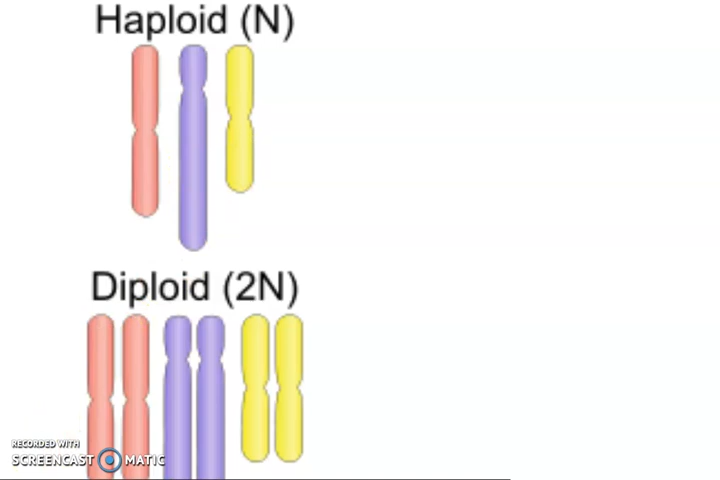 Haploid (N)
Diploid (2N)
RECORDED WITH
SCREENCAST MATIC